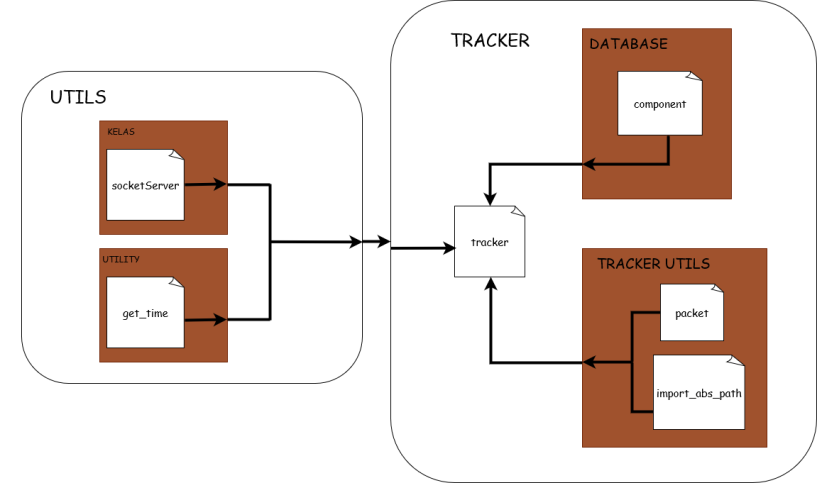 UTILS
KELAS
socketServer
UTILITY
get_time
TRACKER
tracker
DATABASE
component
TRACKER UTILS
packet
import_abs_path